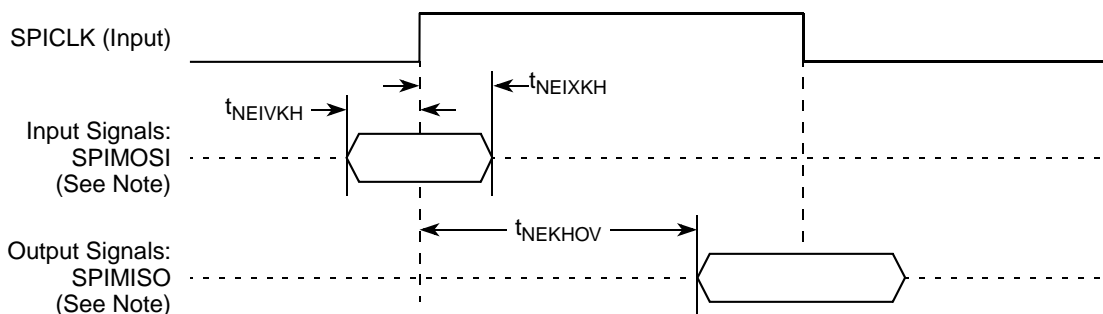 SPICLK (Input)
tNEIXKH
tNEIVKH
Input Signals:
SPIMOSI
(See Note)
tNEKHOV
Output Signals:
SPIMISO
(See Note)